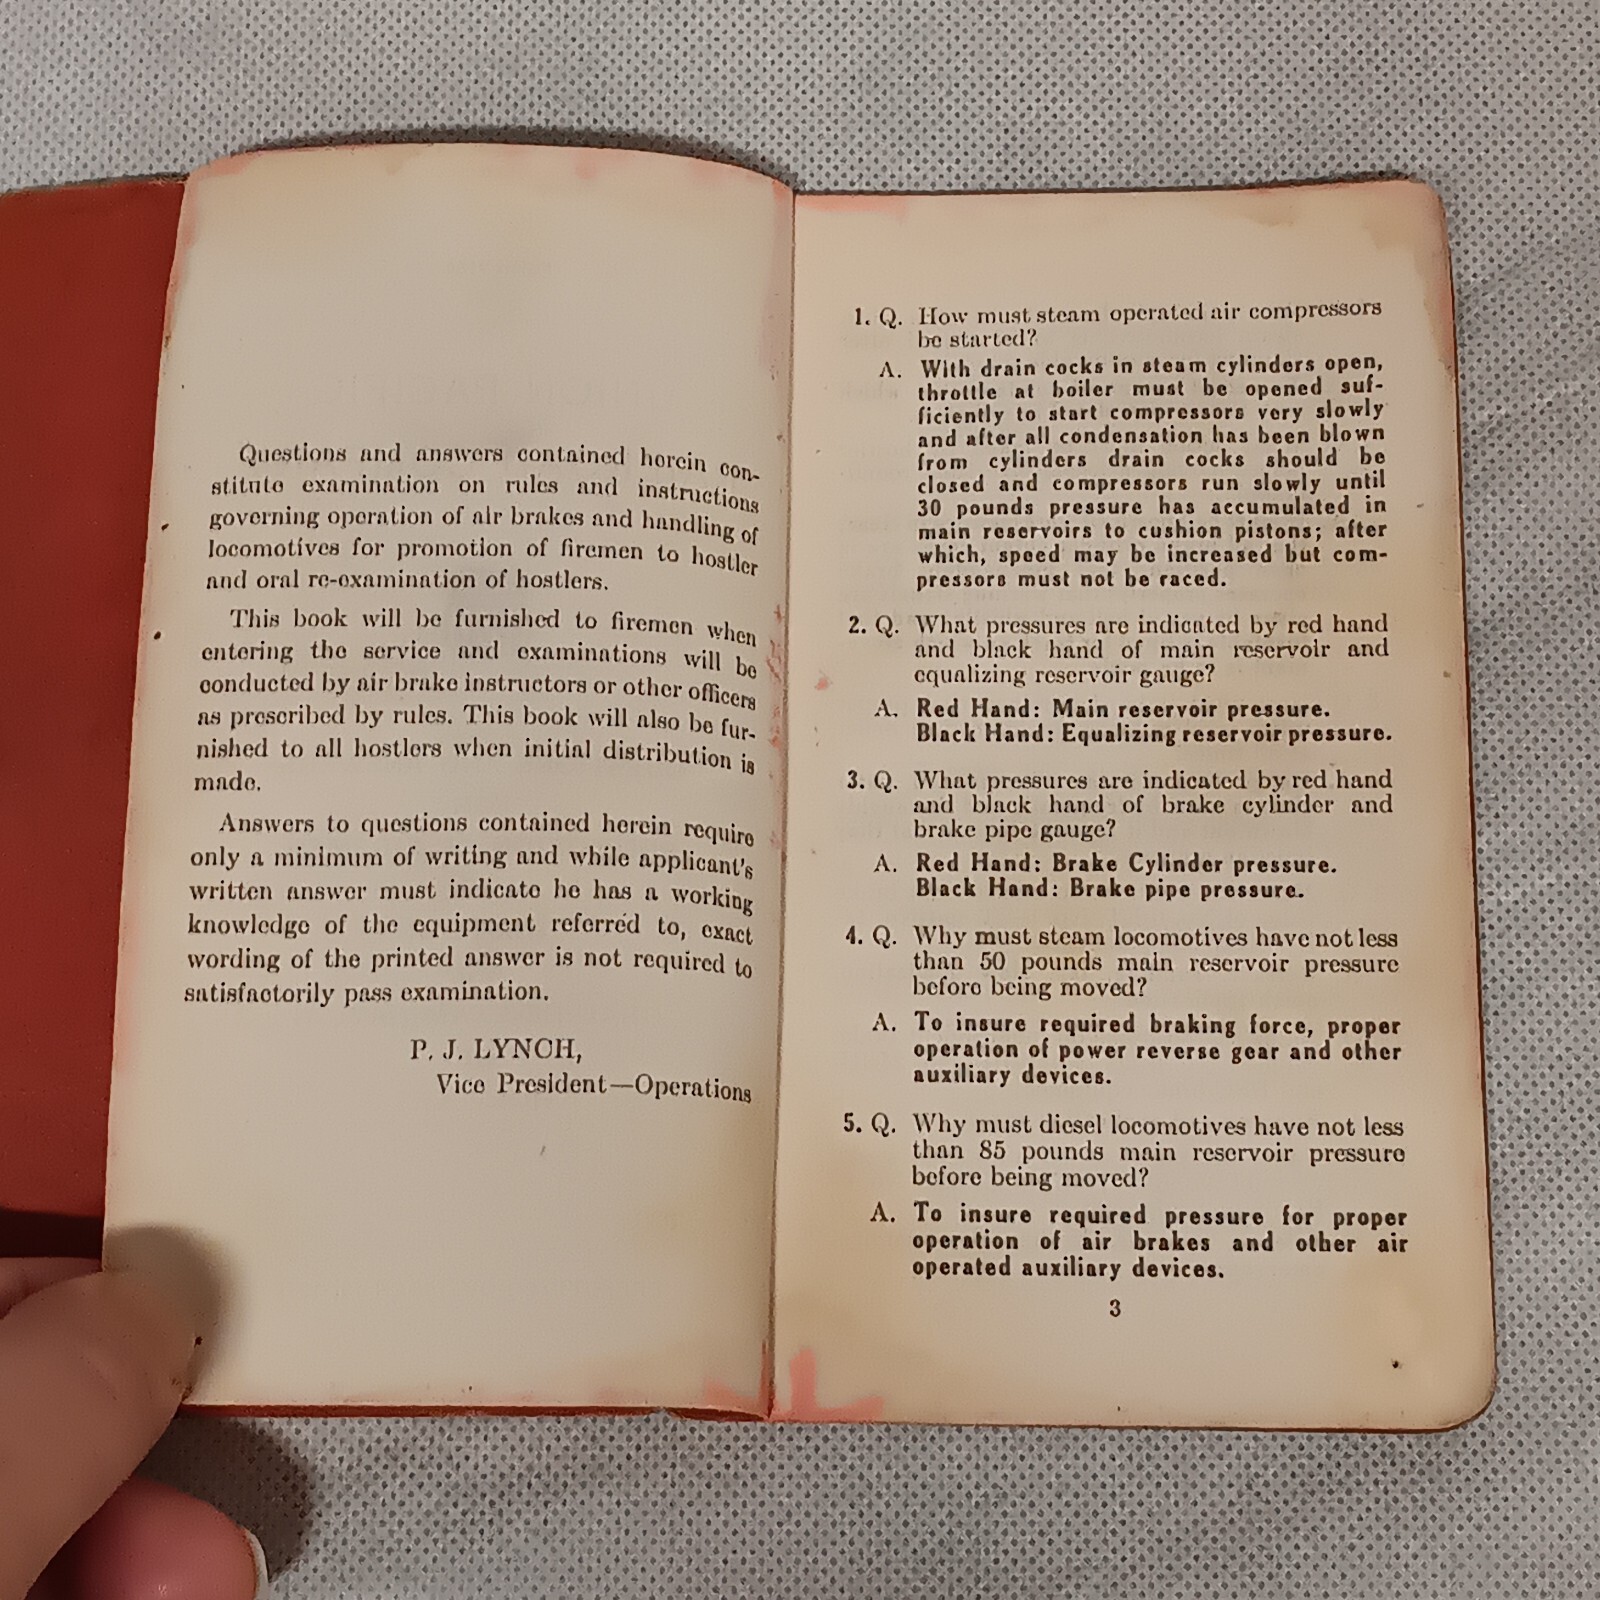 Questions and answers contained herein con-
stitute examination on rules and instructions
governing operation of air brakes and handling of
locomotives for promotion of firemen to hostler
and oral re-examination of hostlers.
This book will be furnished to firemen when
entering the service and examinations will be
conducted by air brake instructors or other officers
as prescribed by rules. This book will also be fur-
nished to all hostlers when initial distribution is
made.
Answers to questions contained herein require
only a minimum of writing and while applicant's
written answer must indicate he has a working
knowledge of the equipment referred to, exact
wording of the printed answer is not required to
satisfactorily pass examination.
P. J. LYNCH,
Vice President—Operations
1. Q. How must steam operated air compressors
be started?
A. With drain cocks in steam cylinders open,
throttle at boiler must be opened suf-
ficiently to start compressors very slowly
and after all condensation has been blown
from cylinders drain cocks should be
closed and compressors run slowly until
30 pounds pressure has accumulated in
main reservoirs to cushion pistons; after
which, speed may be increased but com-
pressors must not be raced.
2. Q. What pressures are indicated by red hand
and black hand of main reservoir and
equalizing reservoir gauge?
A. Red Hand: Main reservoir pressure.
Black Hand: Equalizing reservoir pressure.
3. Q. What pressures are indicated by red hand
and black hand of brake cylinder and
brake pipe gauge?
A. Red Hand: Brake Cylinder pressure.
Black Hand: Brake pipe pressure.
4. Q. Why must steam locomotives have not less
than 50 pounds main reservoir pressure
before being moved?
A. To insure required braking force, proper
operation of power reverse gear and other
auxiliary devices.
5. Q. Why must diesel locomotives have not less
than 85 pounds main reservoir pressure
before being moved?
A. To insure required pressure for proper
operation of air brakes and other air
operated auxiliary devices.
3